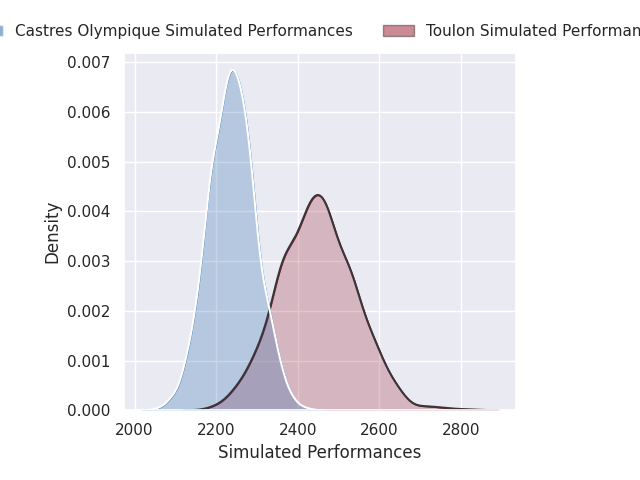 Castres Olympique Simulated Performances
Toulon Simulated Performan
0.007
0.006
0.005
0.004
0.003
0.002
0.001
0.000
Density
2000 2200 2400 2600 2800
Simulated Performances